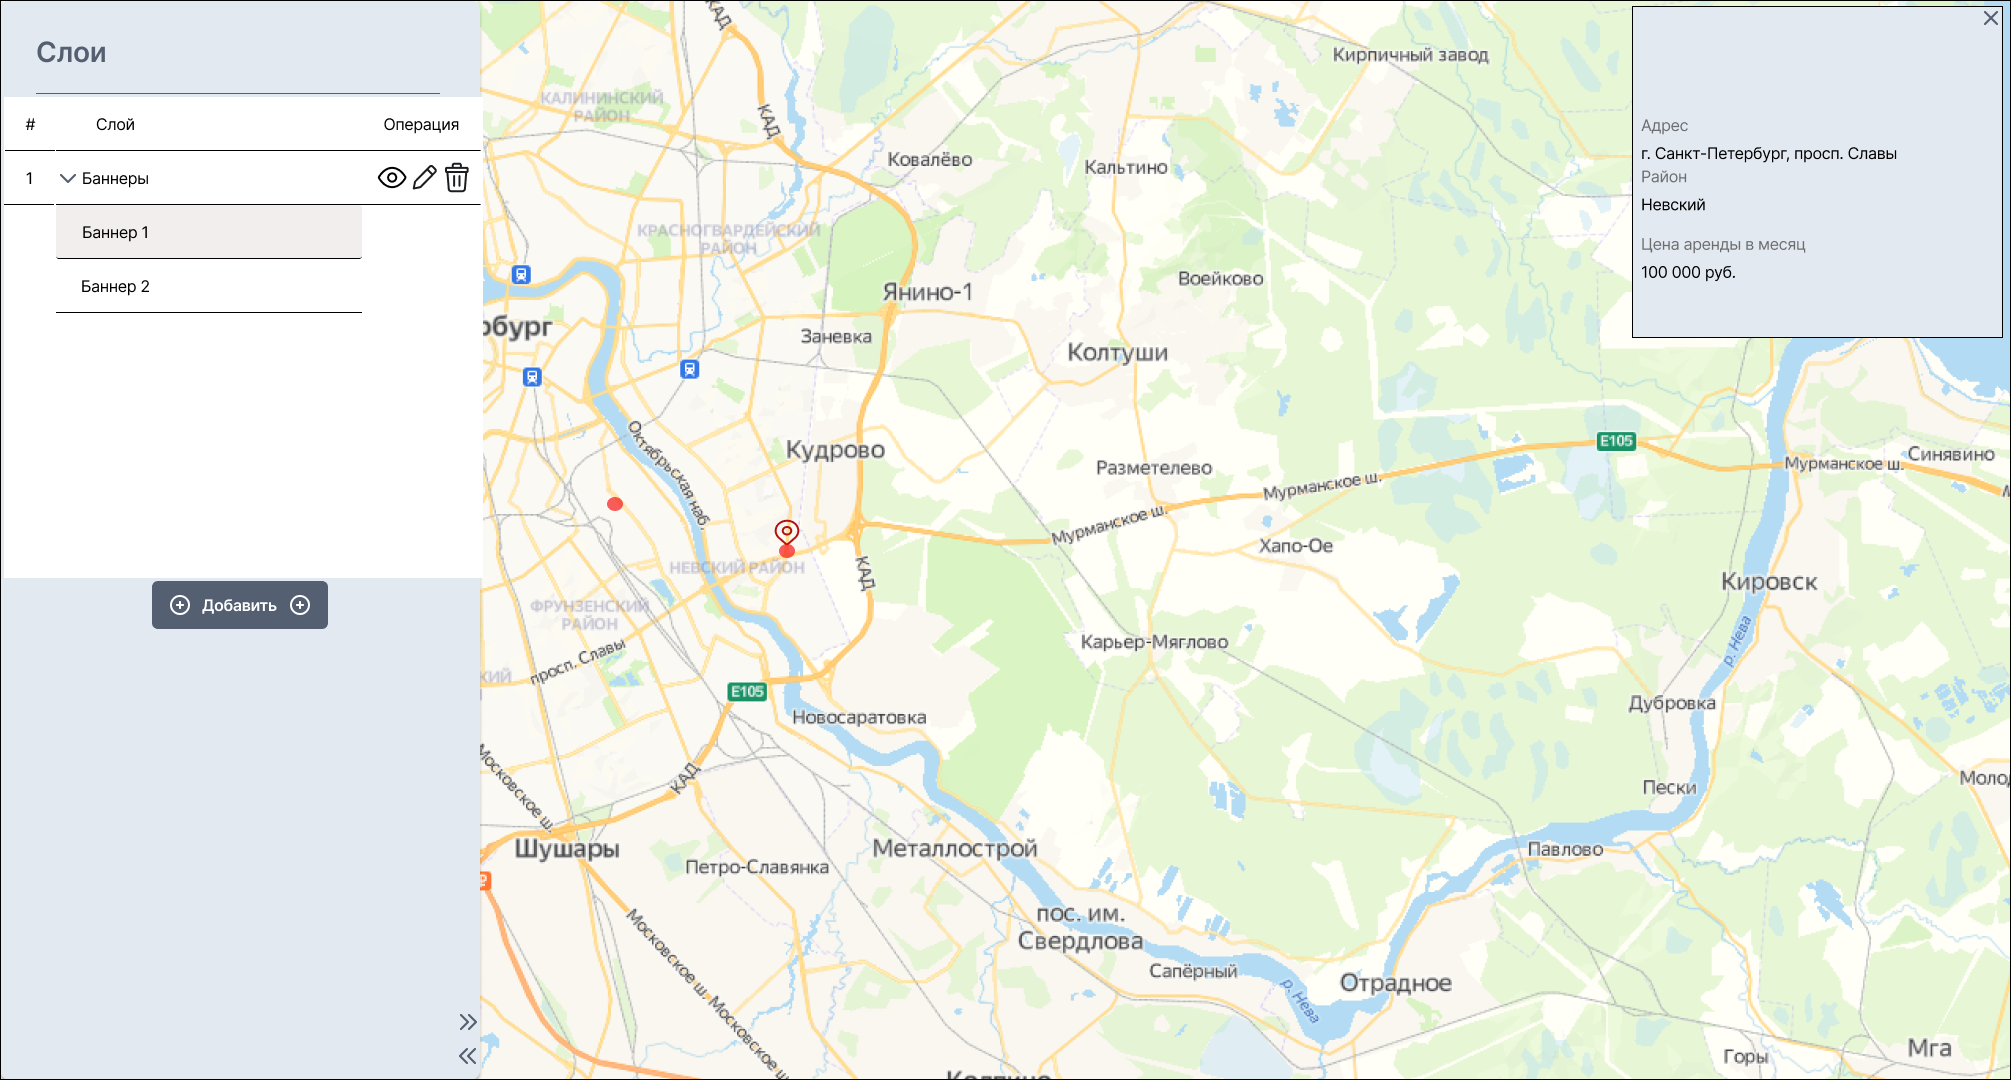 Слои
# Слой Операция
1 Баннеры
Баннер 1
Баннер 2
Добавить
Адрес
г. Санкт-Петербург, просп. Славы
Район
Невский
Цена аренды в месяц
100 000 руб.
КАД
Кирпичный завод
КАЛИНИНСКИЙ
РАЙОН
КАД
Ковалёво
Кальтино
КРАСНОГВАРДЕЙСКИЙ
РАЙОН
Воейково
Янино-1
рбург
Заневка
Колтуши
Октябрьская наб.
Кудрово
E105
Разметелово
Мурманское ш.
Синявино
Мурманское ш.
Мурманское ш.
Хапо-Ое
НЕВСКИЙ РАЙОН
КАД
Кировск
ФРУНЗЕНСКИЙ
РАЙОН
просп. Славы
Карьер-Мяглово
р. Нева
КИЙ
E105
Новосаратовка
Дубровка
Московское ш.
КАД
Пески
Молод
Шушары
Петро-Славянка
Металлострой
Павлово
пос. им.
Свердлова
Московское ш.
Московское ш.
Сапёрный
р. Нева
Отрадное
Горы
Мга
Колпино